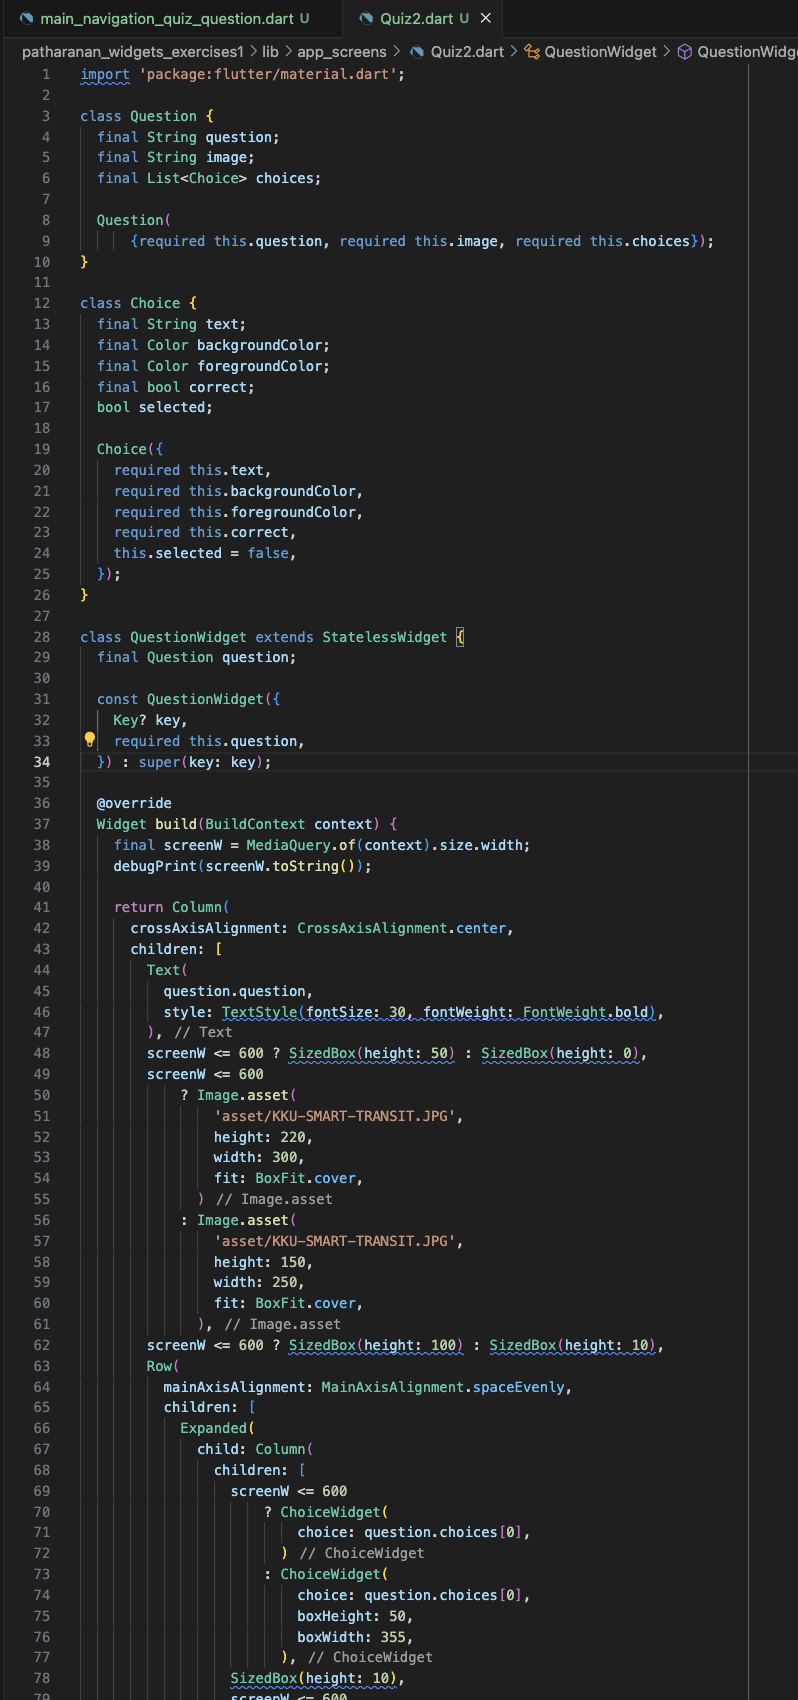 main_navigation_quiz_question.dart U
Quiz2.dart U ×
patharanan_widgets_exercises1 > lib > app_screens > Quiz2.dart > QuestionWidget > QuestionWidg
1 import 'package:flutter/material.dart';
2
3 class Question {
4 final String question;
5 final String image;
6 final List<Choice> choices;
7
8 Question(
9 {required this.question, required this.image, required this.choices});
10 }
11
12 class Choice {
13 final String text;
14 final Color backgroundColor;
15 final Color foregroundColor;
16 final bool correct;
17 bool selected;
18
19 Choice({
20 required this.text,
21 required this.backgroundColor,
22 required this.foregroundColor,
23 required this.correct,
24 this.selected = false,
25 });
26 }
27
28 class QuestionWidget extends StatelessWidget {
29 final Question question;
30
31 const QuestionWidget({
32 Key? key,
33 required this.question,
34 }) : super(key: key);
35
36 @override
37 Widget build(BuildContext context) {
38 final screenW = MediaQuery.of(context).size.width;
39 debugPrint(screenW.toString());
40
41 return Column(
42 crossAxisAlignment: CrossAxisAlignment.center,
43 children: [
44 Text(
45 question.question,
46 style: TextStyle(fontSize: 30, fontWeight: FontWeight.bold),
47 ), // Text
48 screenW <= 600 ? SizedBox(height: 50) : SizedBox(height: 0),
49 screenW <= 600
50 ? Image.asset(
51 'asset/KKU-SMART-TRANSIT.JPG',
52 height: 220,
53 width: 300,
54 fit: BoxFit.cover,
55 ) // Image.asset
56 : Image.asset(
57 'asset/KKU-SMART-TRANSIT.JPG',
58 height: 150,
59 width: 250,
60 fit: BoxFit.cover,
61 ), // Image.asset
62 screenW <= 600 ? SizedBox(height: 100) : SizedBox(height: 10),
63 Row(
64 mainAxisAlignment: MainAxisAlignment.spaceEvenly,
65 children: [
66 Expanded(
67 child: Column(
68 children: [
69 screenW <= 600
70 ? ChoiceWidget(
71 choice: question.choices[0],
72 ) // ChoiceWidget
73 : ChoiceWidget(
74 choice: question.choices[0],
75 boxHeight: 50,
76 boxWidth: 355,
77 ), // ChoiceWidget
78 SizedBox(height: 10),
79 screenW <= 600